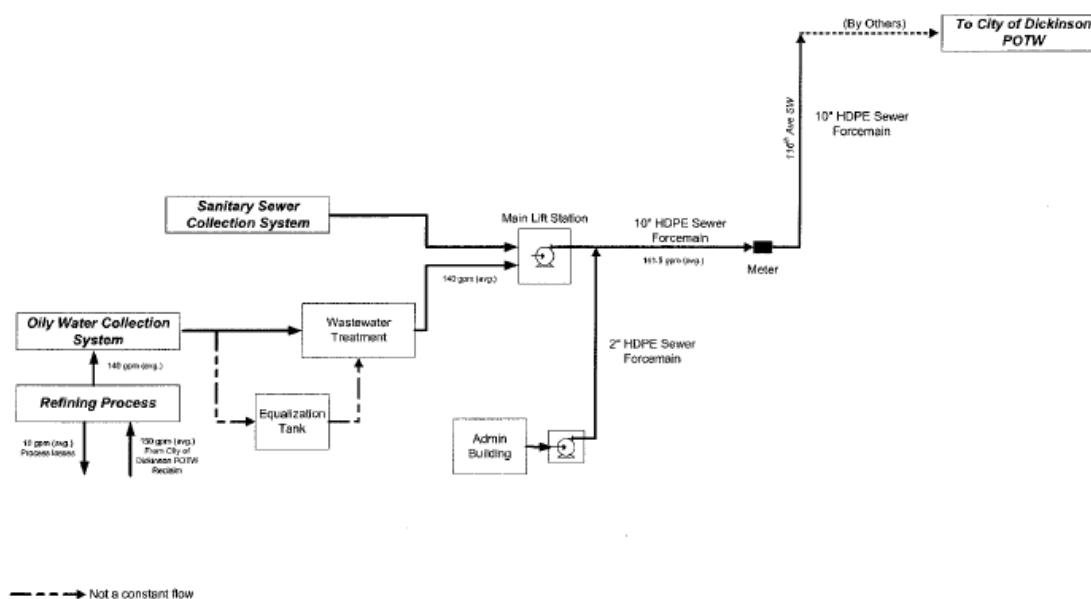 (By Others)
To City of Dickinson
POTW
116th Ave SW
10" HDPE Sewer
Forcemain
Sanitary Sewer
Collection System
Main Lift Station
10" HDPE Sewer
Forcemain
(avg.)
Meter
140 gpm (avg.)
Oily Water Collection
System
Wastewater
Treatment
2" HDPE Sewer
Forcemain
140 gpm (avg.)
Refining Process
Equalization
Tank
10 gpm (avg.)
Process losses
150 gpm (avg.)
From City of
Dickinson POTW
Reclaim
Admin
Building
Not a constant flow